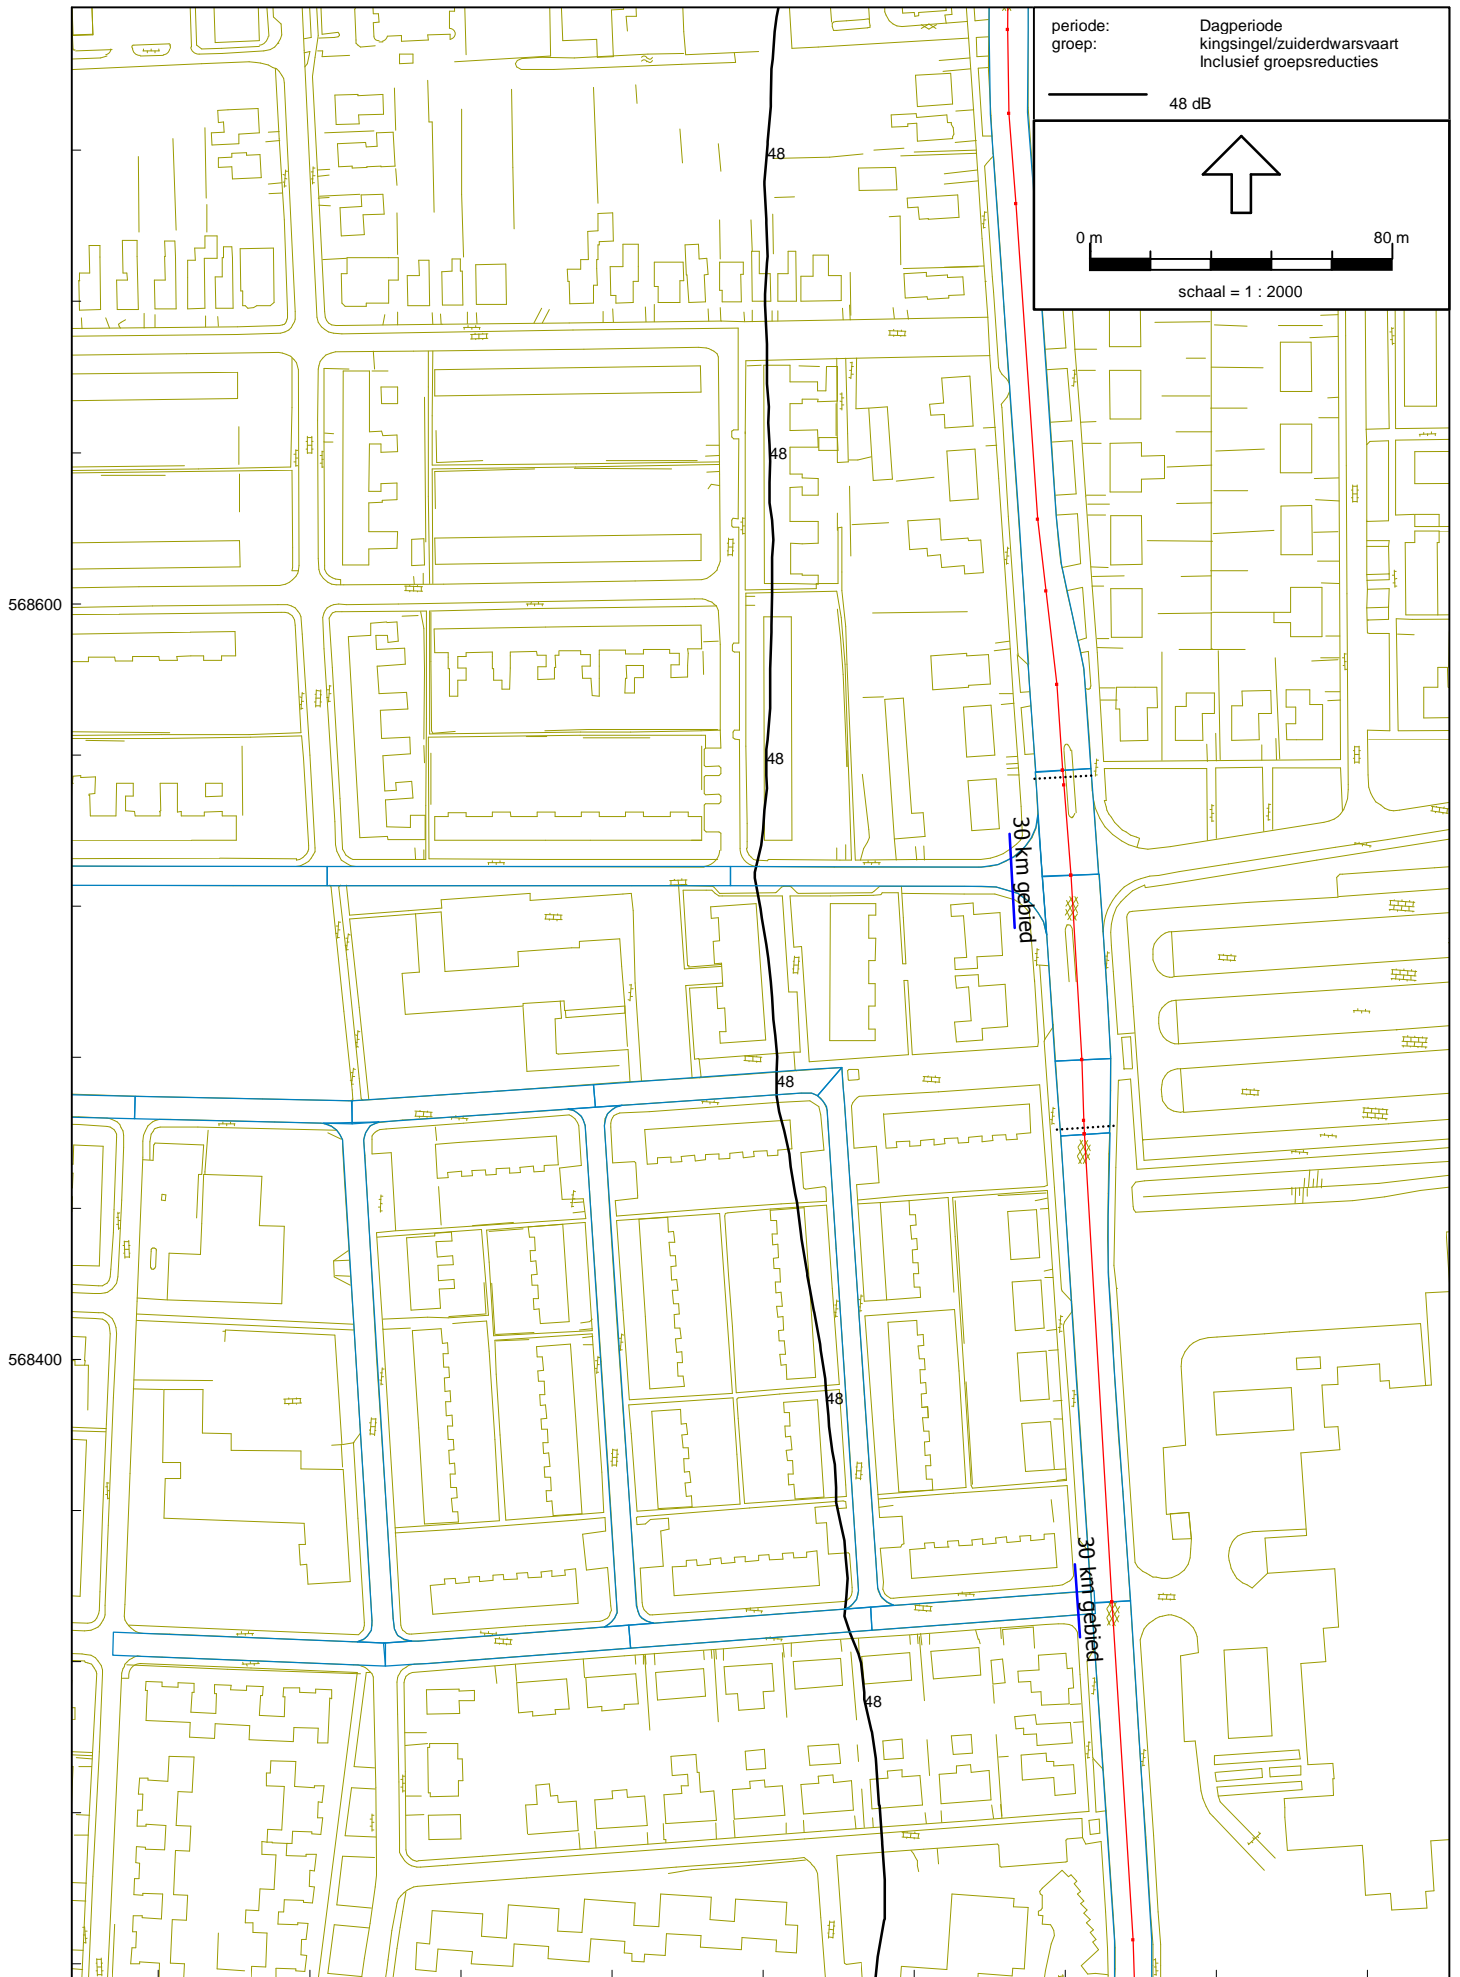 periode: Dagperiode
groep: kingsingel/zuiderdwarsvaart
Inclusief groepsreducties
48 dB
0 m 80 m
schaal = 1 : 2000
48
48
568600
48
30 km gebied
48
568400
48
30 km gebied
48